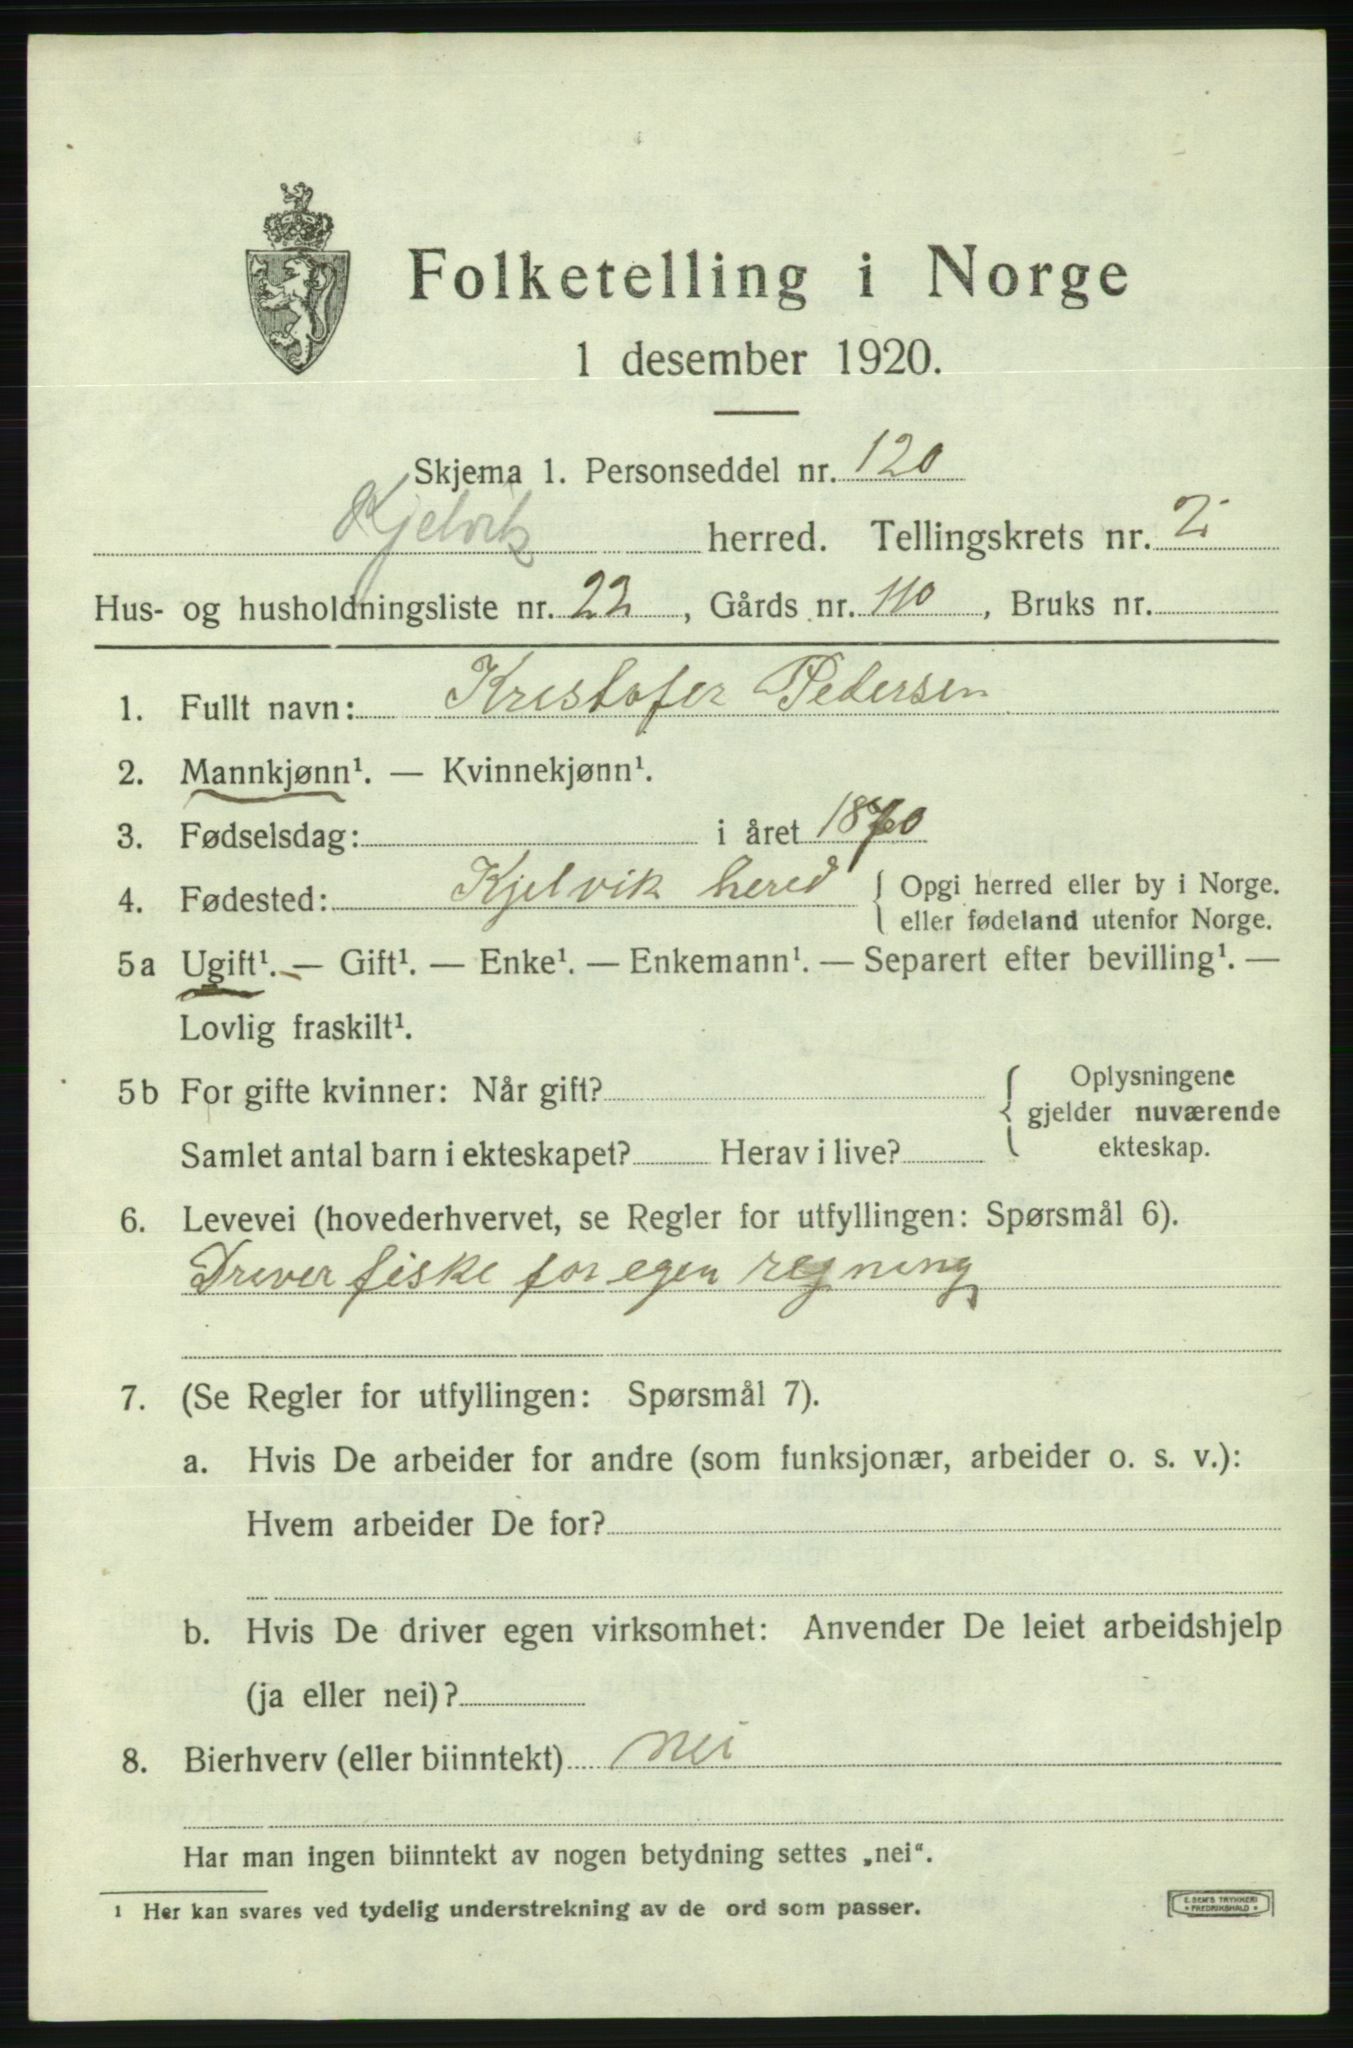 Folketelling i Norge
1 desember 1920.
Skjema 1. Personseddel nr. 120
Kjelvik herred. Tellingskrets nr. 2
Hus- og husholdningsliste nr. 22, Gårds nr. 110, Bruks nr.
1. Fullt navn: Kristofer Pedersen
2. Mannkjønn¹. — Kvinnekjønn¹.
3. Fødselsdag: i året 1870
4. Fødested: Kjelvik hered { Opgi herred eller by i Norge.
eller fødeland utenfor Norge.
5a Ugift¹. — Gift¹. — Enke¹. — Enkemann¹. — Separert efter bevilling¹. —
Lovlig fraskilt¹.
5b For gifte kvinner: Når gift? { Oplysningene
gjelder nuværende
Samlet antal barn i ekteskapet? Herav i live? ekteskap.
6. Levevei (hovederhvervet, se Regler for utfyllingen: Spørsmål 6).
Driver fiske for egen regning
7. (Se Regler for utfyllingen: Spørsmål 7).
a. Hvis De arbeider for andre (som funksjonær, arbeider o. s. v.):
Hvem arbeider De for?
b. Hvis De driver egen virksomhet: Anvender De leiet arbeidshjelp
(ja eller nei)?
8. Bierhverv (eller biinntekt) nei
Har man ingen biinntekt av nogen betydning settes „nei“.
¹ Her kan svares ved tydelig understrekning av de ord som passer.
E. SEM'S TRYKKERI
• FREDRIKSHALD •